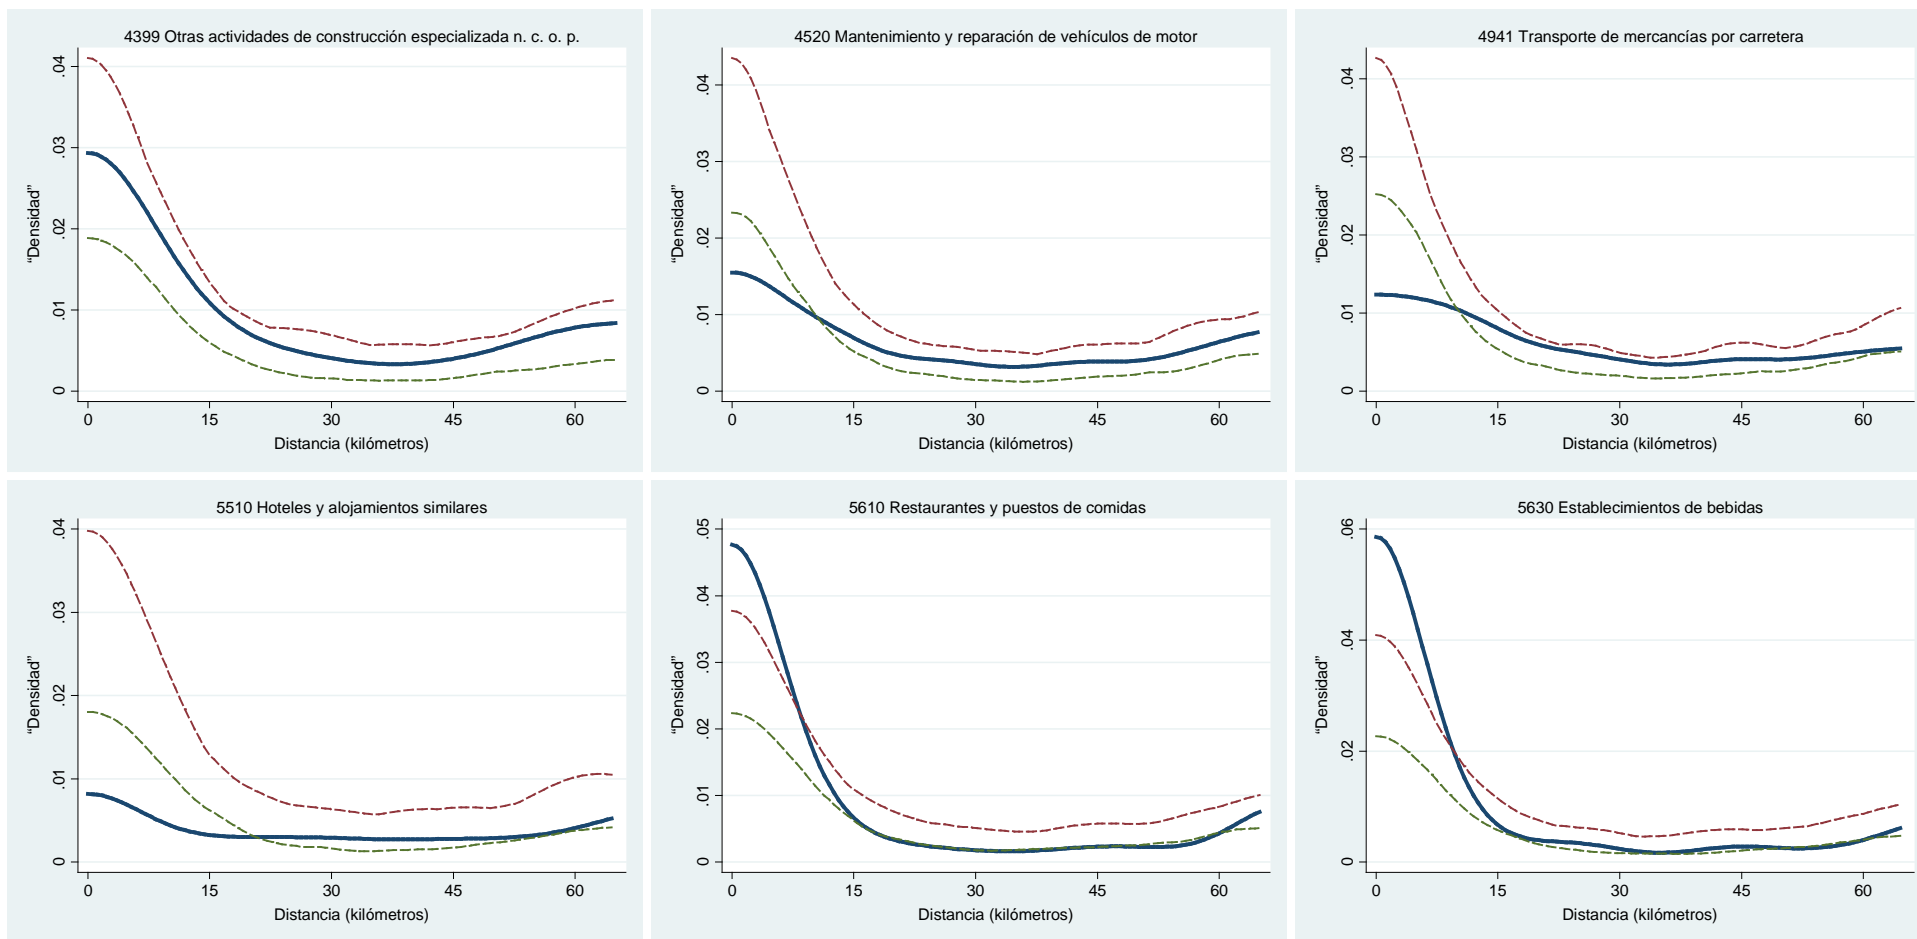 4399 Otras actividades de construcción especializada n. c. o. p.
“Densidad”
.04
.03
.02
.01
0
0 15 30 45 60
Distancia (kilómetros)
4520 Mantenimiento y reparación de vehículos de motor
“Densidad”
.04
.03
.02
.01
0
0 15 30 45 60
Distancia (kilómetros)
4941 Transporte de mercancías por carretera
“Densidad”
.04
.03
.02
.01
0
0 15 30 45 60
Distancia (kilómetros)
5510 Hoteles y alojamientos similares
“Densidad”
.04
.03
.02
.01
0
0 15 30 45 60
Distancia (kilómetros)
5610 Restaurantes y puestos de comidas
“Densidad”
.05
.04
.03
.02
.01
0
0 15 30 45 60
Distancia (kilómetros)
5630 Establecimientos de bebidas
“Densidad”
.06
.04
.02
0
0 15 30 45 60
Distancia (kilómetros)